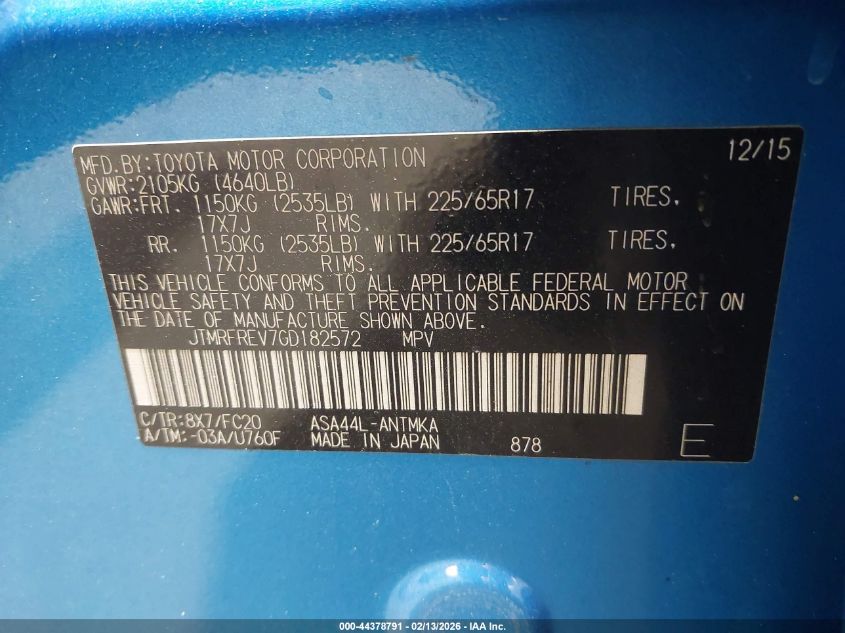 MFD.BY:TOYOTA MOTOR CORPORATION 12/15
GVWR:2105KG (4640LB)
GAWR:FRT. 1150KG (2535LB) WITH 225/65R17 TIRES,
17X7J RIMS.
RR. 1150KG (2535LB) WITH 225/65R17 TIRES,
17X7J RIMS.
THIS VEHICLE CONFORMS TO ALL APPLICABLE FEDERAL MOTOR
VEHICLE SAFETY AND THEFT PREVENTION STANDARDS IN EFFECT ON
THE DATE OF MANUFACTURE SHOWN ABOVE.
JTMRFREV7GD182572 MPV
C/TR:8X7/FC20 ASA44L-ANTMKA
A/TM:-03A/U760F MADE IN JAPAN 878 E
000-44378791 - 02/13/2026 - IAA Inc.